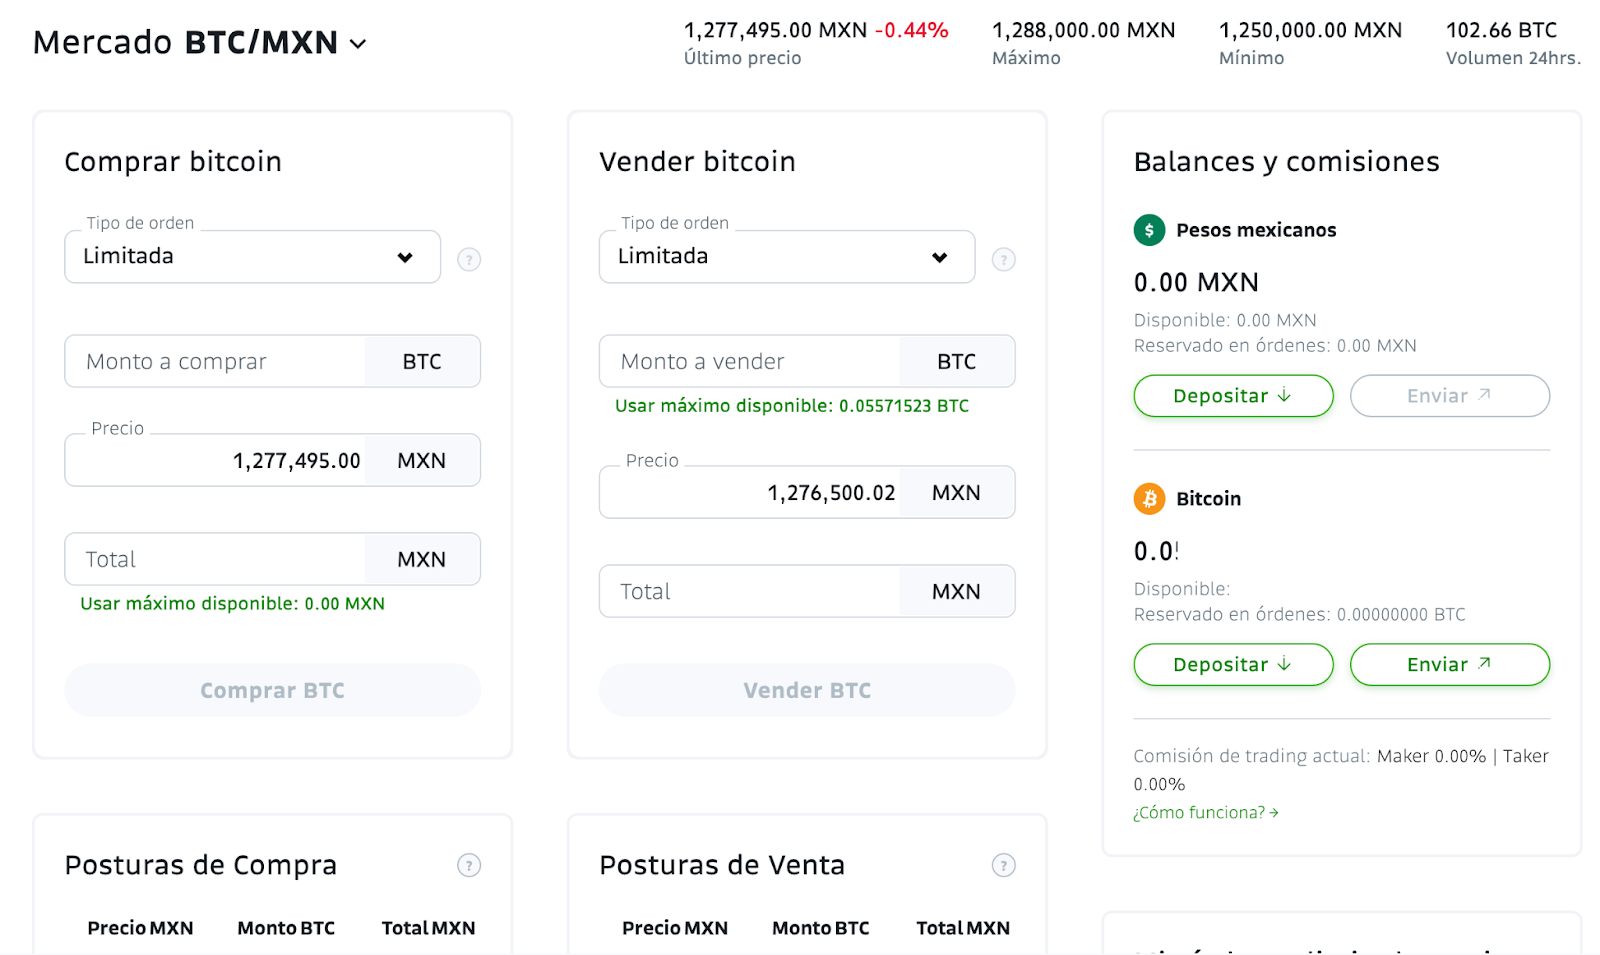 Mercado BTC/MXN
1,277,495.00 MXN -0.44%
Último precio
1,288,000.00 MXN
Máximo
1,250,000.00 MXN
Mínimo
102.66 BTC
Volumen 24hrs.
Comprar bitcoin
Tipo de orden
Limitada
?
Monto a comprar BTC
Precio
1,277,495.00 MXN
Total MXN
Usar máximo disponible: 0.00 MXN
Comprar BTC
Vender bitcoin
Tipo de orden
Limitada
?
Monto a vender BTC
Usar máximo disponible: 0.05571523 BTC
Precio
1,276,500.02 MXN
Total MXN
Vender BTC
Balances y comisiones
$ Pesos mexicanos
0.00 MXN
Disponible: 0.00 MXN
Reservado en órdenes: 0.00 MXN
Depositar ↓ Enviar ↗
Bitcoin
0.0
Disponible:
Reservado en órdenes: 0.00000000 BTC
Depositar ↓ Enviar ↗
Comisión de trading actual: Maker 0.00% | Taker
0.00%
¿Cómo funciona? →
Posturas de Compra ?
Precio MXN Monto BTC Total MXN
Posturas de Venta ?
Precio MXN Monto BTC Total MXN